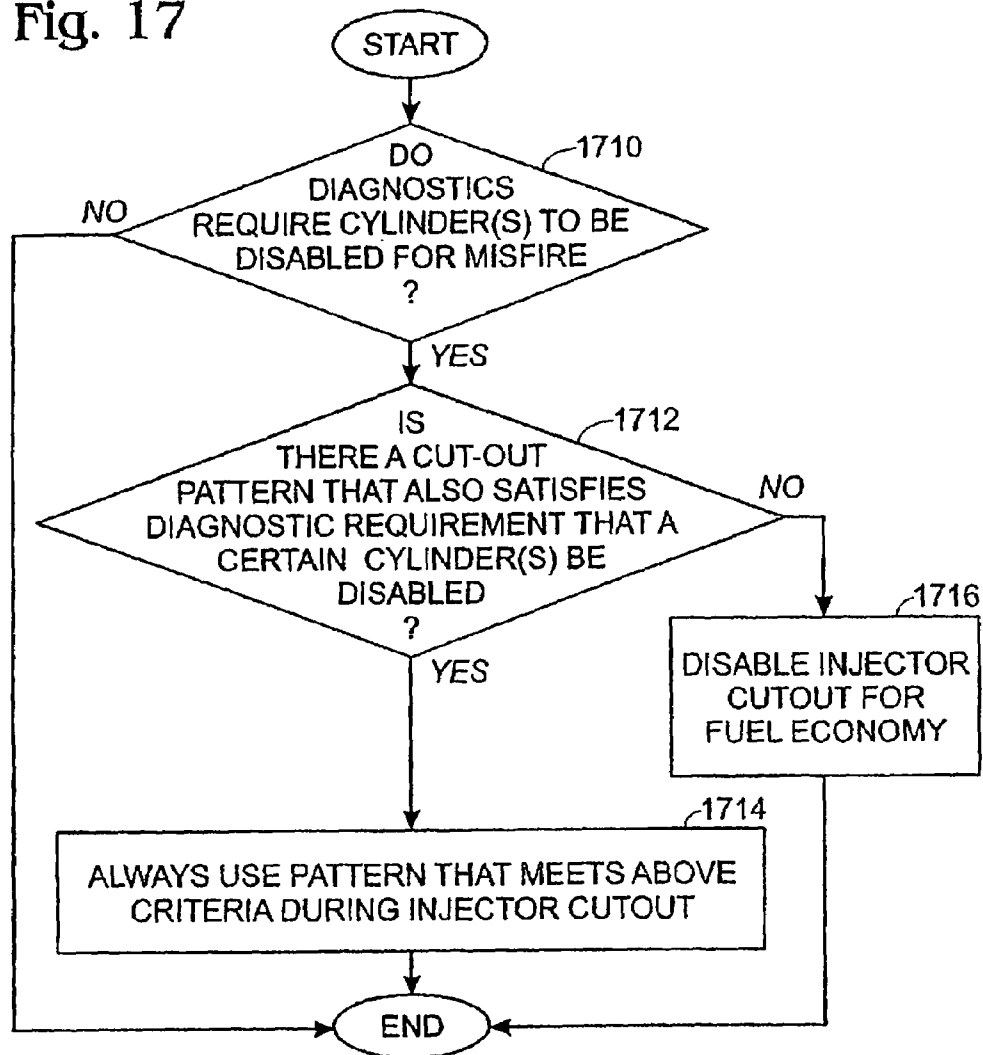 Fig. 17
START
1710
DO
DIAGNOSTICS
REQUIRE CYLINDER(S) TO BE
DISABLED FOR MISFIRE
?
NO
YES
1712
IS
THERE A CUT-OUT
PATTERN THAT ALSO SATISFIES
DIAGNOSTIC REQUIREMENT THAT A
CERTAIN CYLINDER(S) BE
DISABLED
?
NO
YES
1716
DISABLE INJECTOR
CUTOUT FOR
FUEL ECONOMY
1714
ALWAYS USE PATTERN THAT MEETS ABOVE
CRITERIA DURING INJECTOR CUTOUT
END